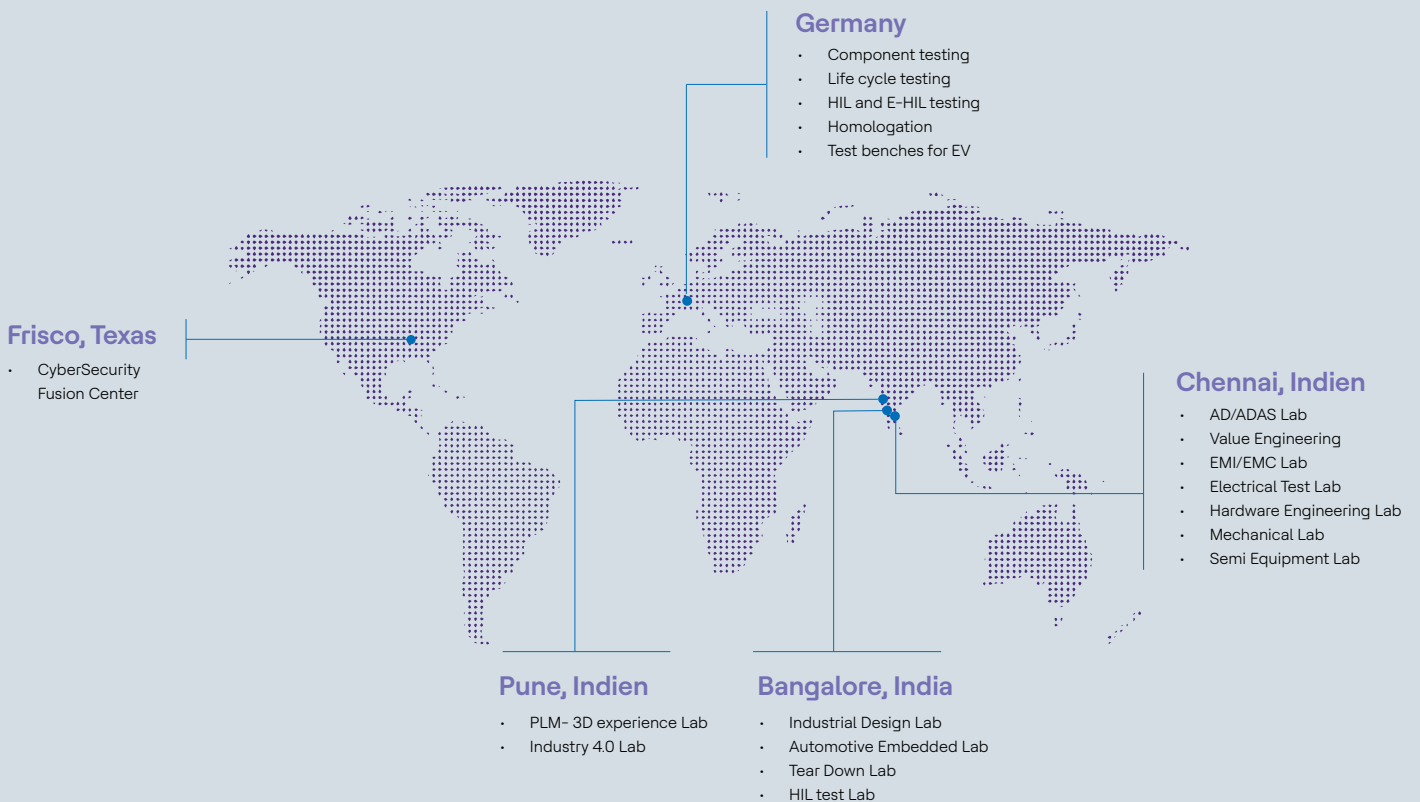 Germany
• Component testing
• Life cycle testing
• HIL and E-HIL testing
• Homologation
• Test benches for EV
Frisco, Texas
• CyberSecurity
Fusion Center
Chennai, Indien
• AD/ADAS Lab
• Value Engineering
• EMI/EMC Lab
• Electrical Test Lab
• Hardware Engineering Lab
• Mechanical Lab
• Semi Equipment Lab
Pune, Indien
• PLM- 3D experience Lab
• Industry 4.0 Lab
Bangalore, India
• Industrial Design Lab
• Automotive Embedded Lab
• Tear Down Lab
• HIL test Lab